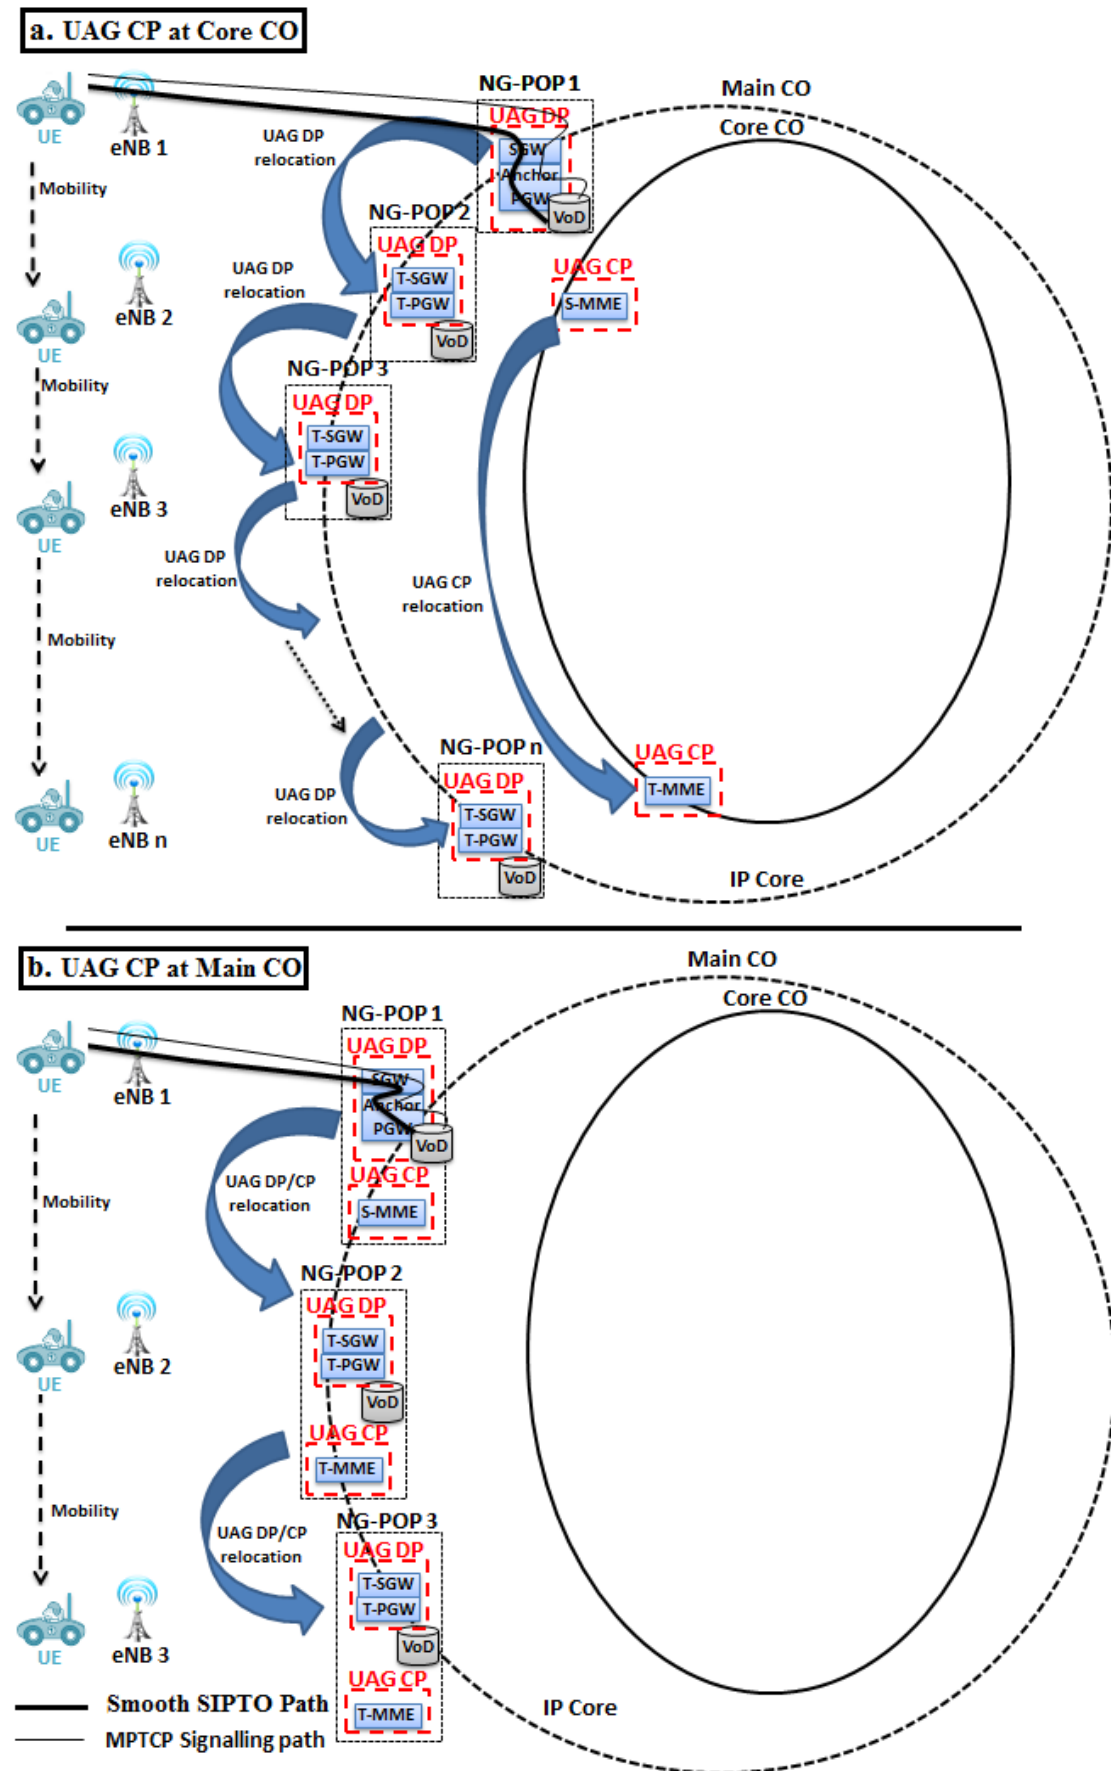 a. UAG CP at Core CO
UE
eNB 1
NG-POP 1
UAG DP
SGW
Anchor
PGW
VoD
Main CO
Core CO
UAG DP
relocation
Mobility
NG-POP 2
UAG DP
T-SGW
T-PGW
VoD
UAG CP
S-MME
UAG DP
relocation
eNB 2
UE
Mobility
NG-POP 3
UAG DP
T-SGW
T-PGW
VoD
eNB 3
UE
UAG DP
relocation
UAG CP
relocation
Mobility
NG-POP n
UAG DP
T-SGW
T-PGW
VoD
UAG CP
T-MME
UAG DP
relocation
eNB n
UE
IP Core
b. UAG CP at Main CO
Main CO
Core CO
NG-POP 1
UAG DP
SGW
Anchor
PGW
VoD
UAG CP
S-MME
UE
eNB 1
UAG DP/CP
relocation
Mobility
NG-POP 2
UAG DP
T-SGW
T-PGW
VoD
UAG CP
T-MME
eNB 2
UE
Mobility
UAG DP/CP
relocation
NG-POP 3
UAG DP
T-SGW
T-PGW
VoD
UAG CP
T-MME
eNB 3
UE
IP Core
Smooth SIPTO Path
MPTCP Signalling path